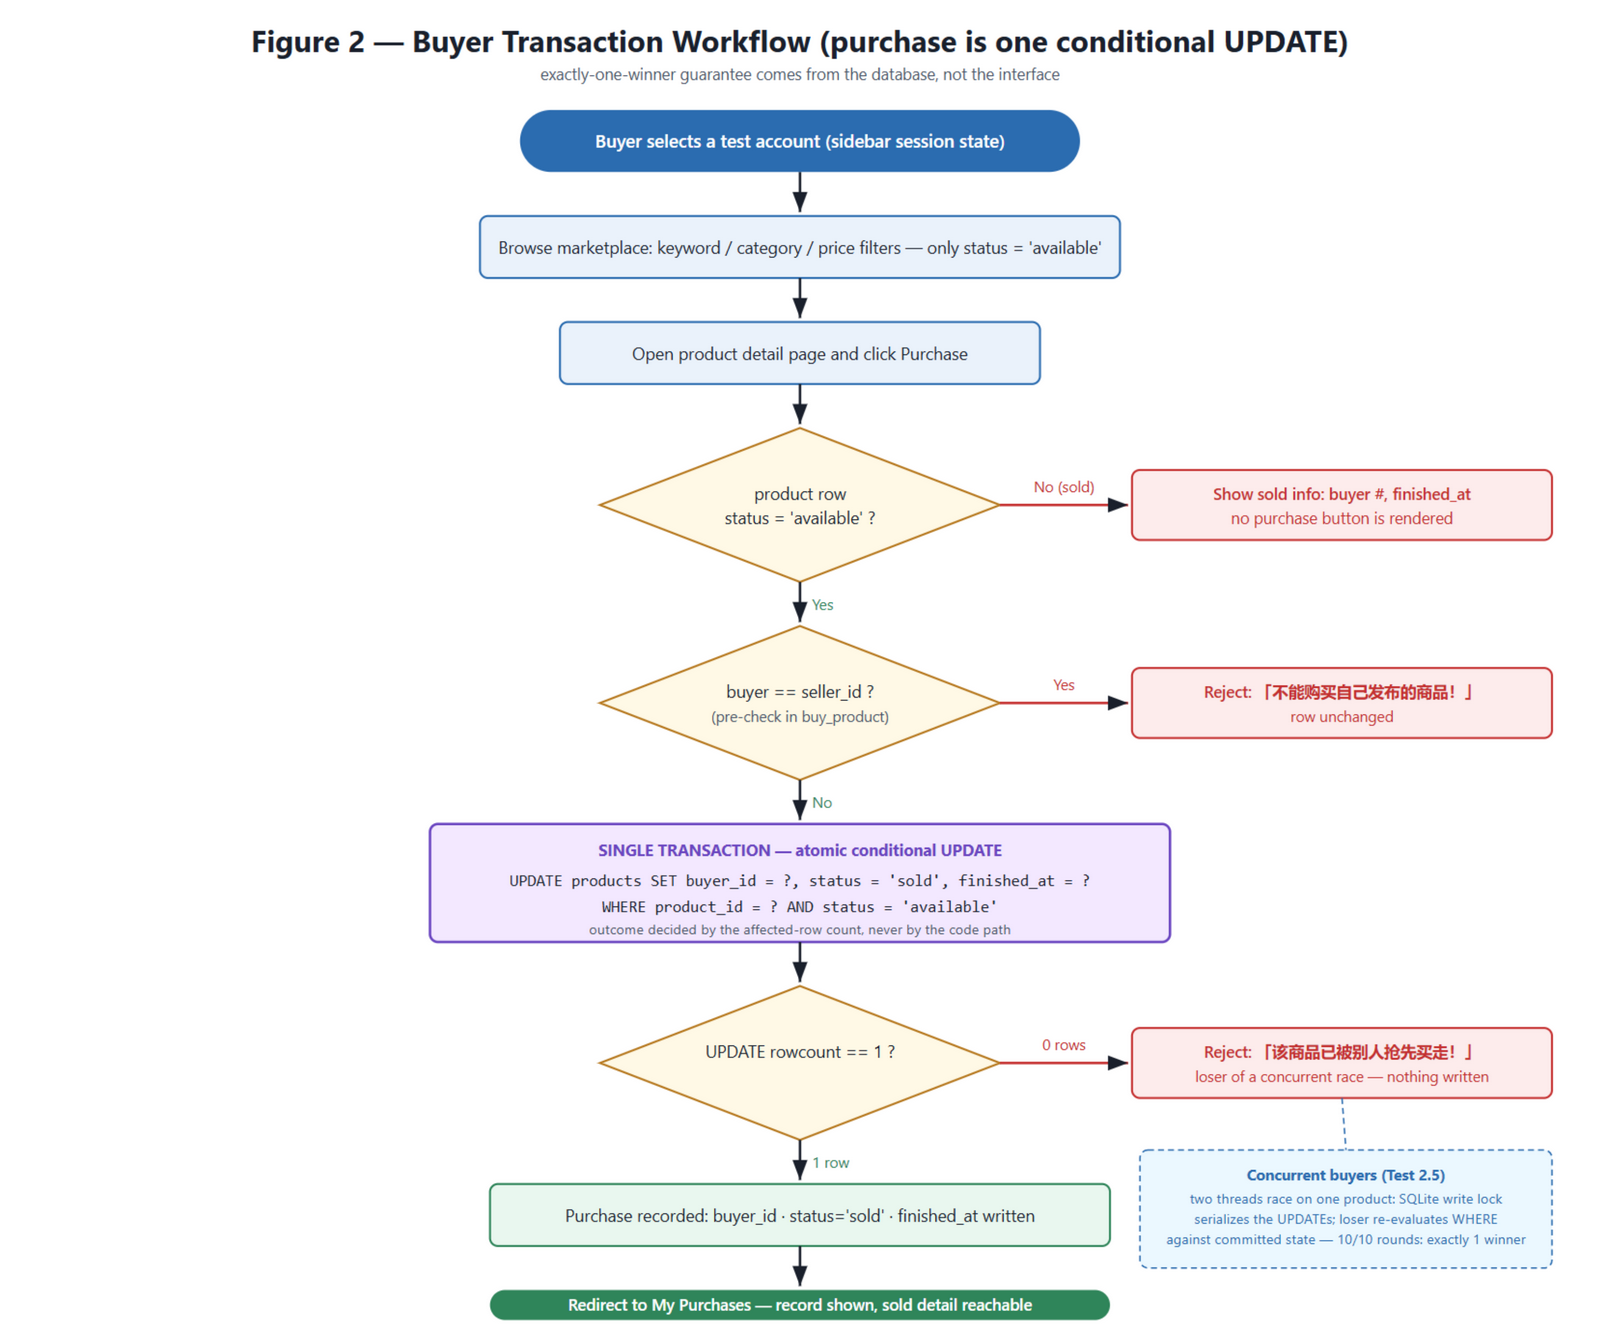 Figure 2 — Buyer Transaction Workflow (purchase is one conditional UPDATE)
exactly-one-winner guarantee comes from the database, not the interface
Buyer selects a test account (sidebar session state)
Browse marketplace: keyword / category / price filters — only status = 'available'
Open product detail page and click Purchase
product row
status = 'available' ?
No (sold)
Show sold info: buyer #, finished_at
no purchase button is rendered
Yes
buyer == seller_id ?
(pre-check in buy_product)
Yes
Reject: 「不能购买自己发布的商品！」
row unchanged
No
SINGLE TRANSACTION — atomic conditional UPDATE
UPDATE products SET buyer_id = ?, status = 'sold', finished_at = ?
WHERE product_id = ? AND status = 'available'
outcome decided by the affected-row count, never by the code path
UPDATE rowcount == 1 ?
0 rows
Reject: 「该商品已被别人抢先买走！」
loser of a concurrent race — nothing written
1 row
Concurrent buyers (Test 2.5)
two threads race on one product: SQLite write lock
serializes the UPDATEs; loser re-evaluates WHERE
against committed state — 10/10 rounds: exactly 1 winner
Purchase recorded: buyer_id · status='sold' · finished_at written
Redirect to My Purchases — record shown, sold detail reachable